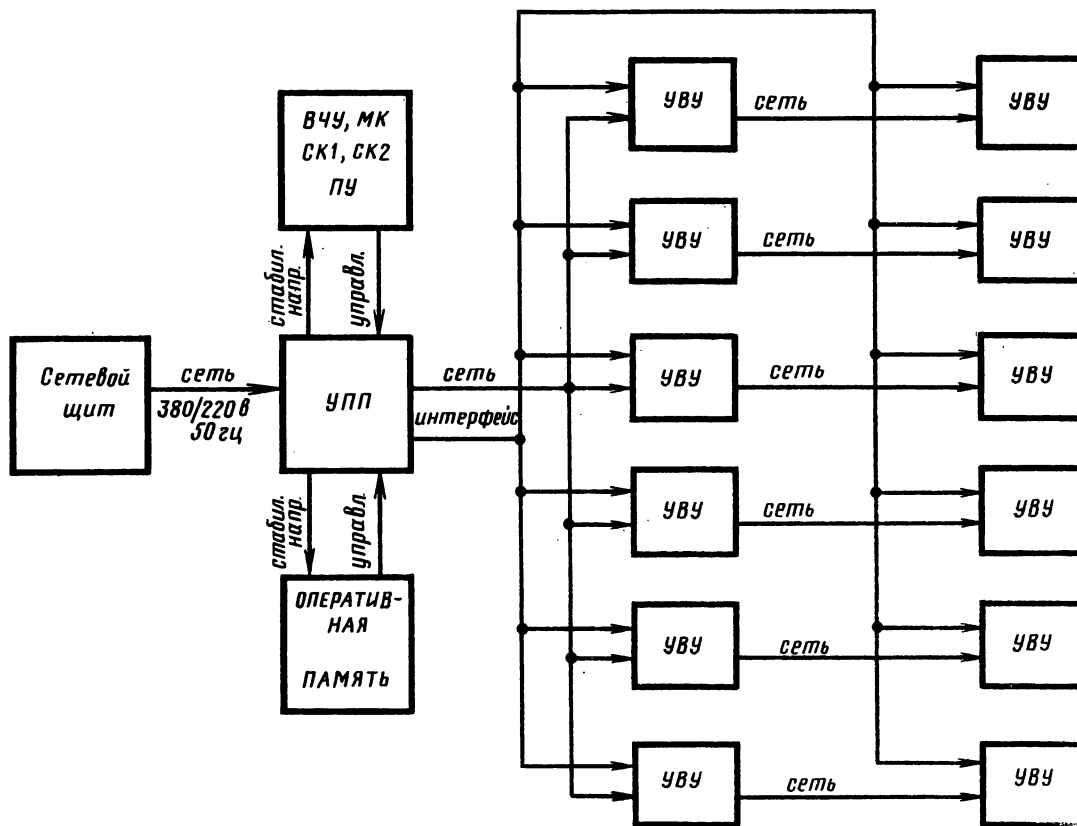 ВЧУ, МК
СК1, СК2
ПУ
стабил.
напр.
управл.
Сетевой
щит
сеть
380/220 в
50 гц
УПП
сеть
интерфейс
стабил.
напр.
управл.
ОПЕРАТИВ-
НАЯ
ПАМЯТЬ
УВУ
сеть
УВУ
УВУ
сеть
УВУ
УВУ
сеть
УВУ
УВУ
сеть
УВУ
УВУ
сеть
УВУ
УВУ
сеть
УВУ